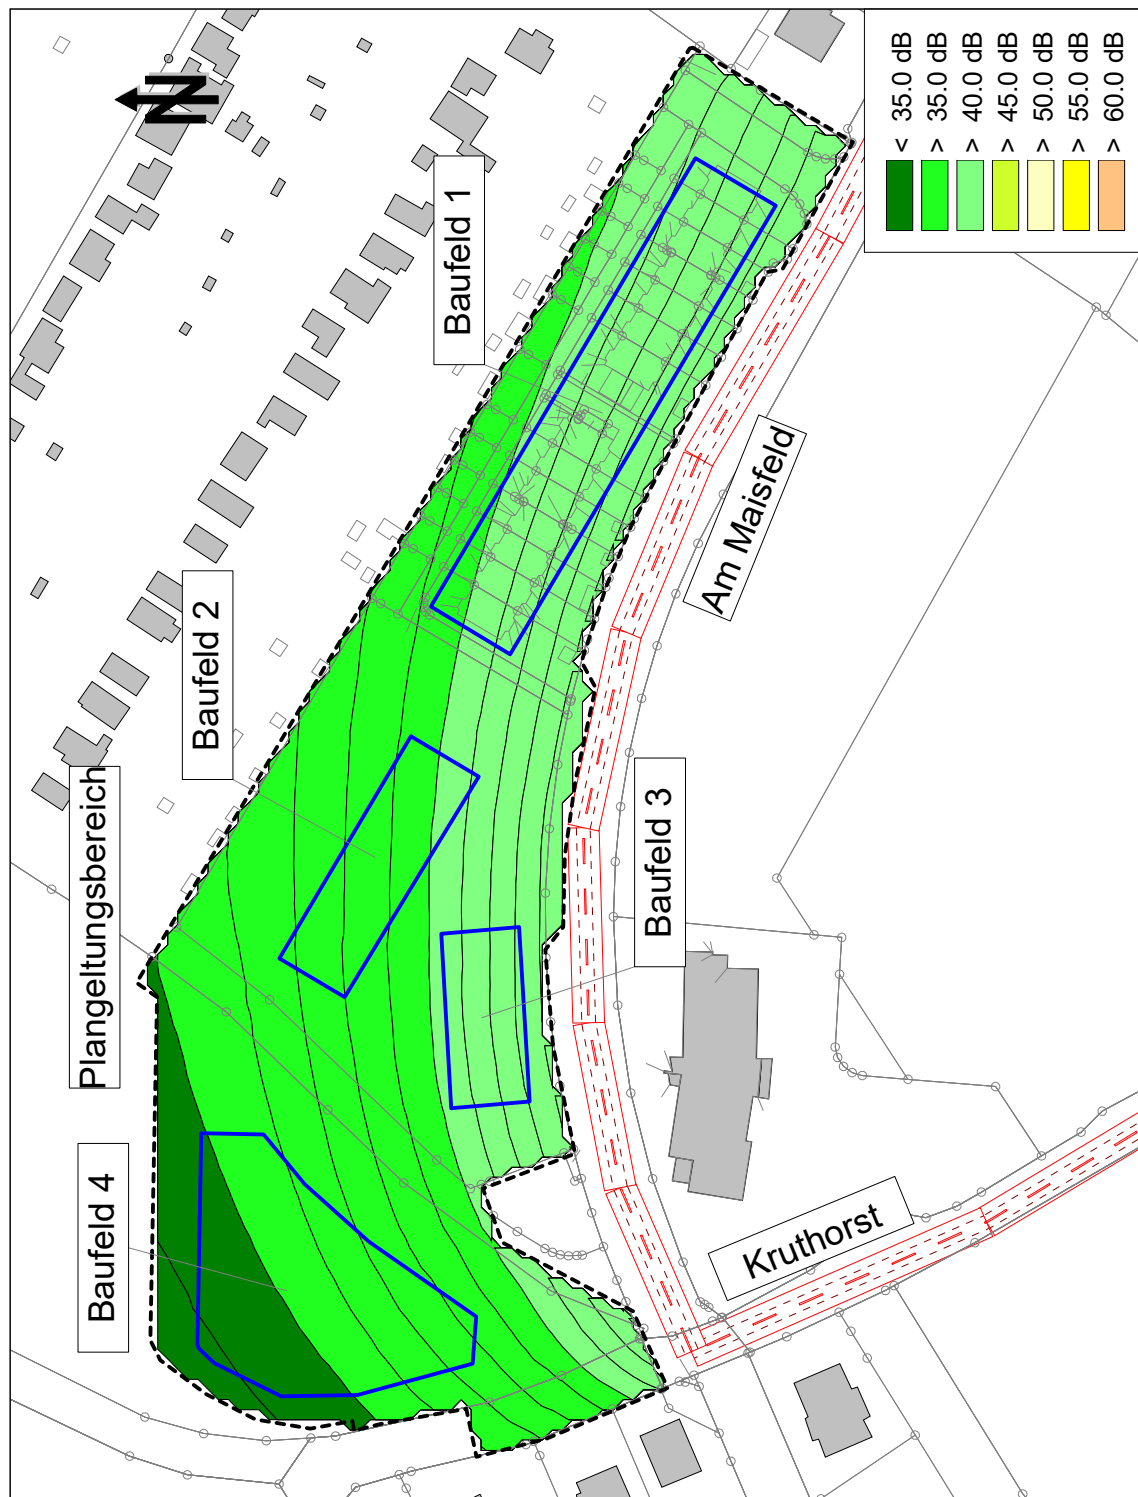 Baufeld 4
Plangeltungsbereich
Baufeld 2
Baufeld 1
Baufeld 3
Am Maisfeld
Kruthorst
N
< 35.0 dB
> 35.0 dB
> 40.0 dB
> 45.0 dB
> 50.0 dB
> 55.0 dB
> 60.0 dB